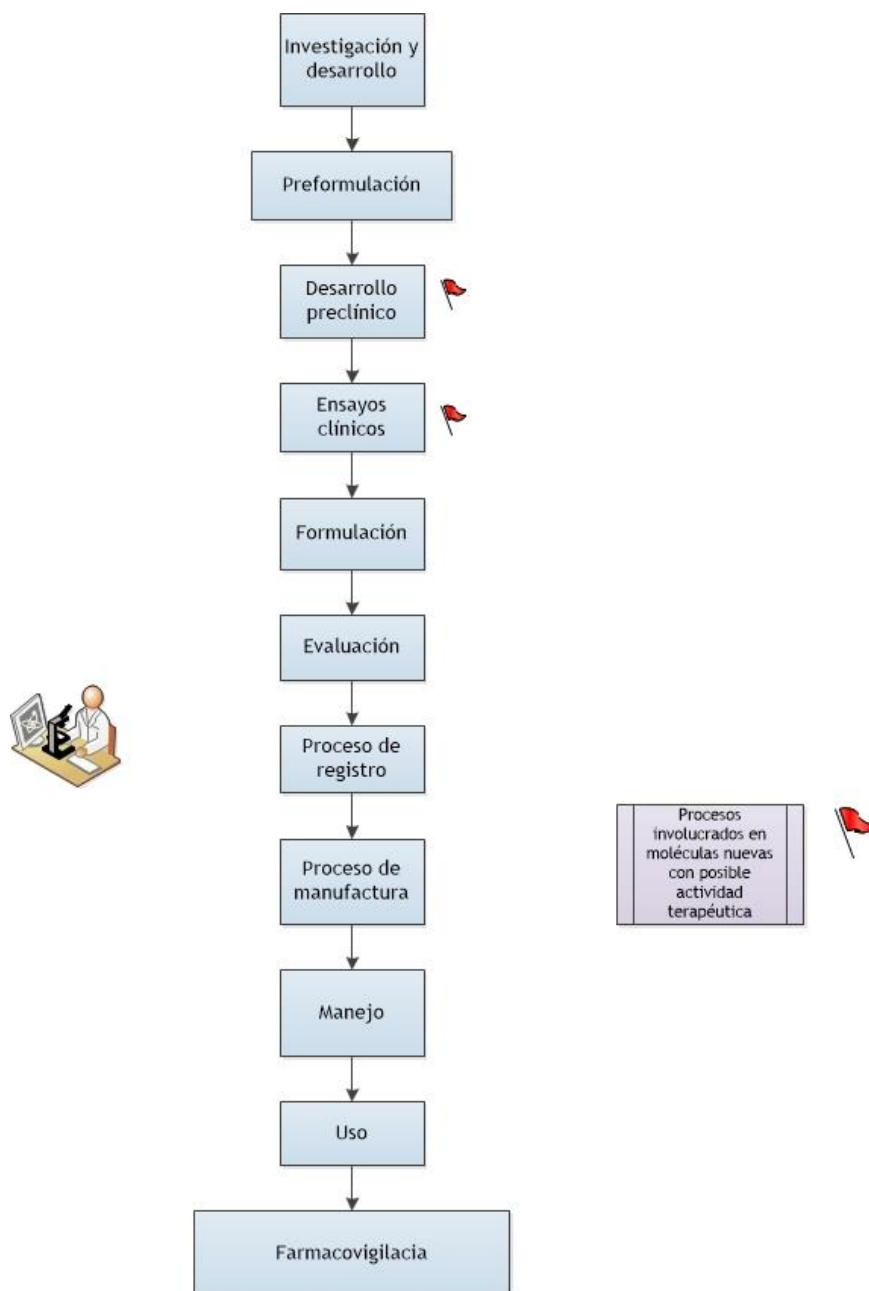 Investigación y
desarrollo
Preformulación
Desarrollo
preclínico
Ensayos
clínicos
Formulación
Evaluación
Proceso de
registro
Proceso de
manufactura
Procesos
involucrados en
moléculas nuevas
con posible
actividad
terapéutica
Manejo
Uso
Farmacovigilacia